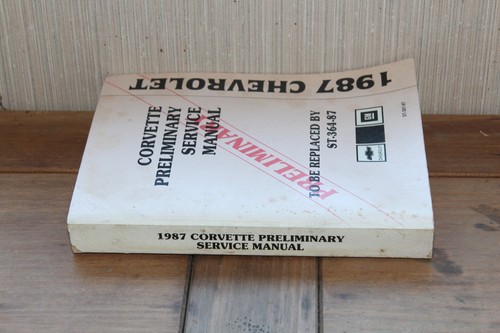 1987 CHEVROLET
CORVETTE
PRELIMINARY
SERVICE
MANUAL
PRELIMINARY
TO BE REPLACED BY
ST-364-87
1987 CORVETTE PRELIMINARY
SERVICE MANUAL